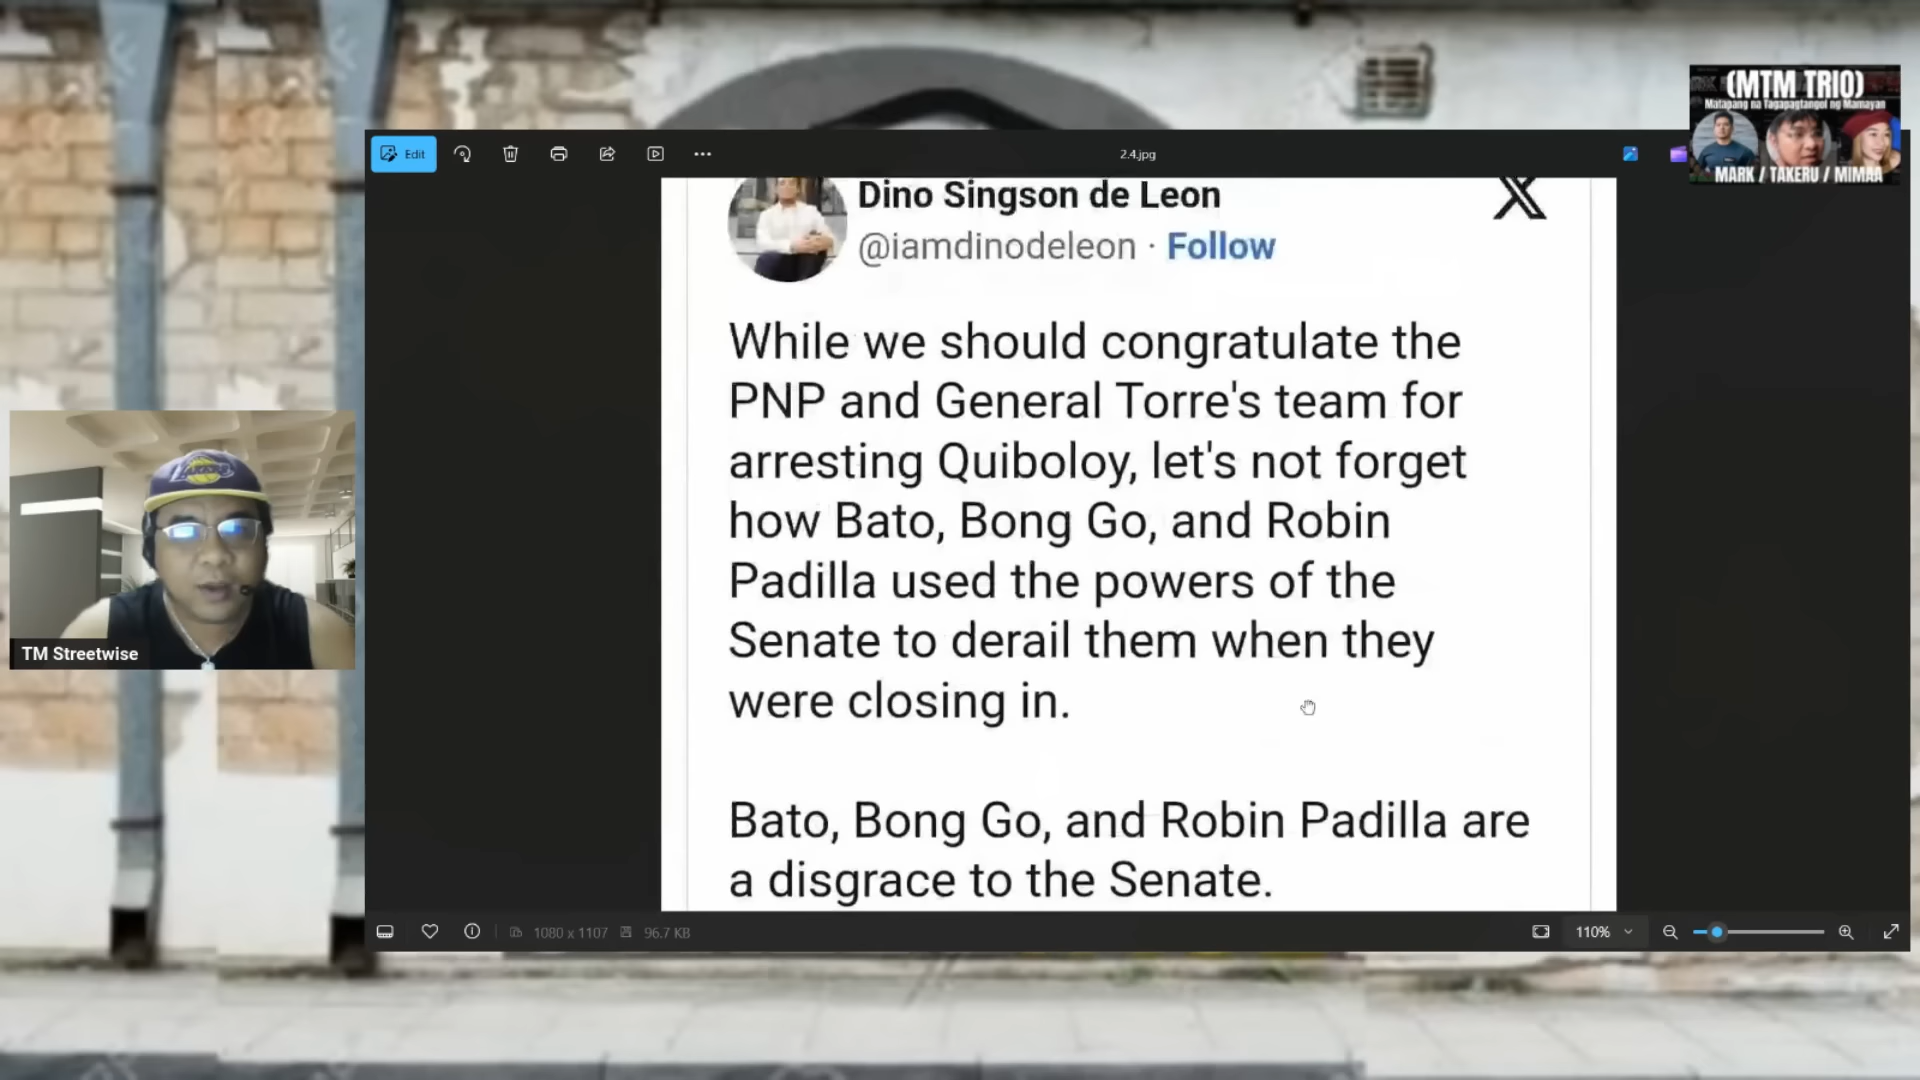 (MTM TRIO)
Matapang na Tagapagtangol ng Mamayan
MARK / TAKERU / MIMAA
Edit
2.4.jpg
Dino Singson de Leon
@iamdinodeleon · Follow
While we should congratulate the
PNP and General Torre's team for
arresting Quiboloy, let's not forget
how Bato, Bong Go, and Robin
Padilla used the powers of the
Senate to derail them when they
were closing in.
Bato, Bong Go, and Robin Padilla are
a disgrace to the Senate.
LAKERS
TM Streetwise
1080 x 1107
96.7 KB
110%